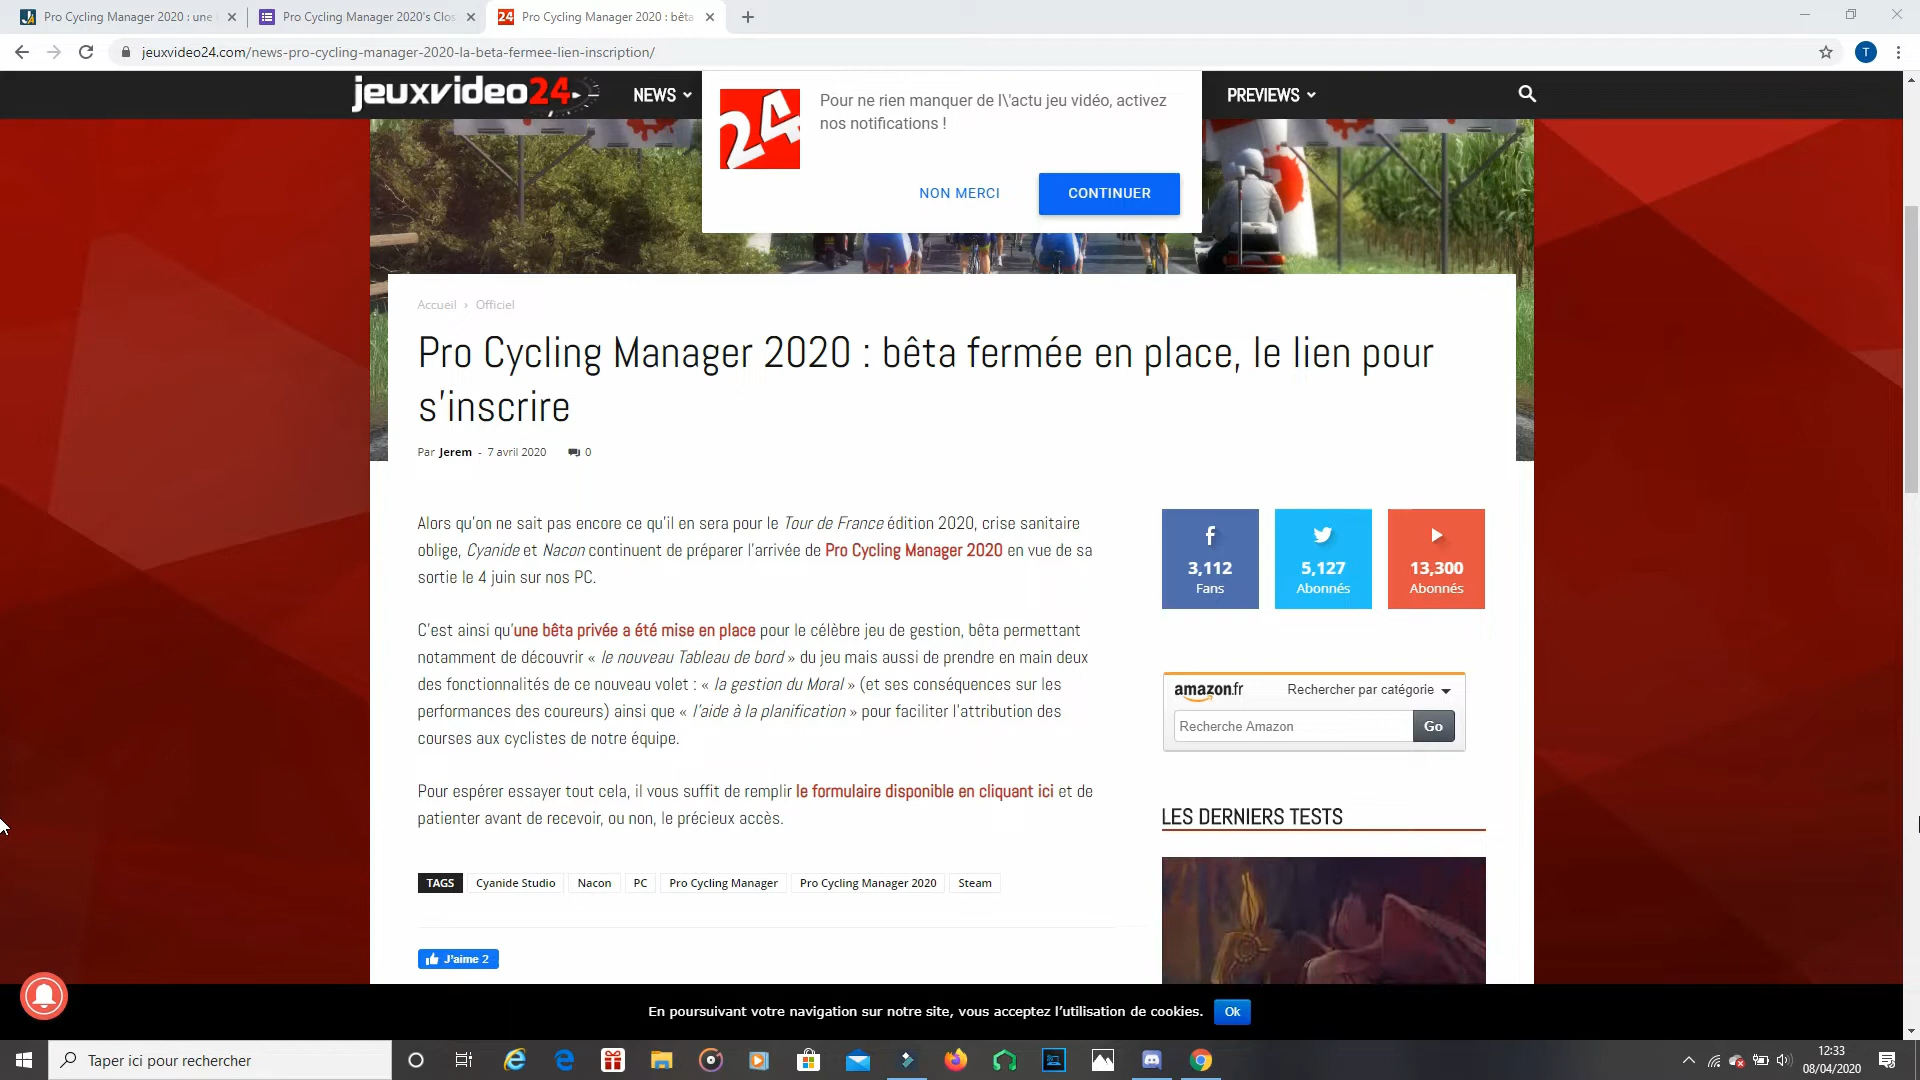 Pro Cycling Manager 2020 : une
Pro Cycling Manager 2020's Clos
Pro Cycling Manager 2020 : bêta
jeuxvideo24.com/news-pro-cycling-manager-2020-la-beta-fermee-lien-inscription/
T
jeuxvideo24
NEWS
PREVIEWS
24
Pour ne rien manquer de l\'actu jeu vidéo, activez
nos notifications !
NON MERCI
CONTINUER
Accueil › Officiel
Pro Cycling Manager 2020 : bêta fermée en place, le lien pour
s'inscrire
Par Jerem - 7 avril 2020 0
Alors qu'on ne sait pas encore ce qu'il en sera pour le Tour de France édition 2020, crise sanitaire
oblige, Cyanide et Nacon continuent de préparer l'arrivée de Pro Cycling Manager 2020 en vue de sa
sortie le 4 juin sur nos PC.
C'est ainsi qu'une bêta privée a été mise en place pour le célèbre jeu de gestion, bêta permettant
notamment de découvrir « le nouveau Tableau de bord » du jeu mais aussi de prendre en main deux
des fonctionnalités de ce nouveau volet : « la gestion du Moral » (et ses conséquences sur les
performances des coureurs) ainsi que « l'aide à la planification » pour faciliter l'attribution des
courses aux cyclistes de notre équipe.
Pour espérer essayer tout cela, il vous suffit de remplir le formulaire disponible en cliquant ici et de
patienter avant de recevoir, ou non, le précieux accès.
TAGS Cyanide Studio Nacon PC Pro Cycling Manager Pro Cycling Manager 2020 Steam
J'aime 2
3,112
Fans
5,127
Abonnés
13,300
Abonnés
amazon.fr Rechercher par catégorie
Recherche Amazon Go
LES DERNIERS TESTS
En poursuivant votre navigation sur notre site, vous acceptez l'utilisation de cookies. Ok
Taper ici pour rechercher
12:33
08/04/2020